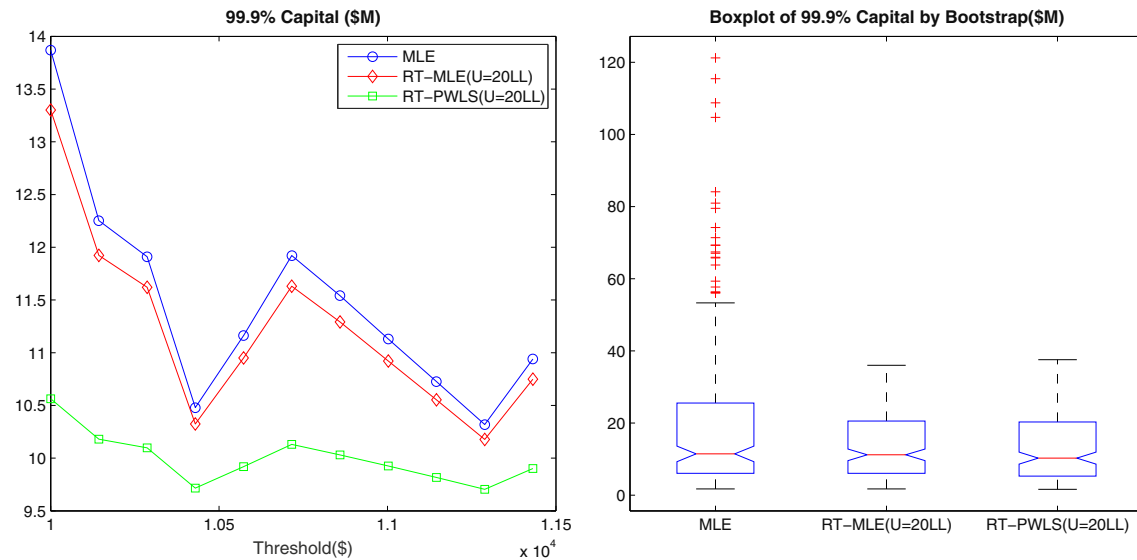 99.9% Capital ($M)
14
13.5
13
12.5
12
11.5
11
10.5
10
9.5
1
1.05
1.1
1.15
x 10^4
Threshold($)
MLE
RT−MLE(U=20LL)
RT−PWLS(U=20LL)
Boxplot of 99.9% Capital by Bootstrap($M)
120
100
80
60
40
20
0
MLE
RT−MLE(U=20LL)
RT−PWLS(U=20LL)